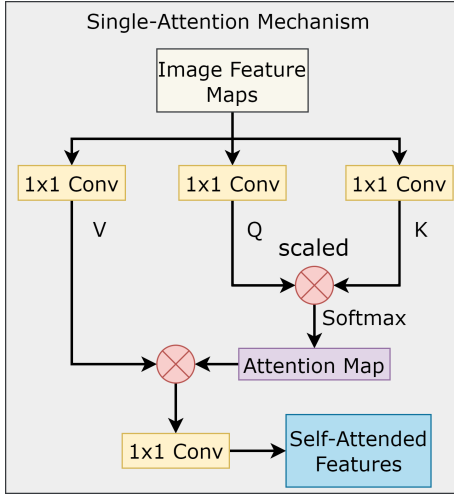 Single-Attention Mechanism
Image Feature
Maps
1x1 Conv
1x1 Conv
1x1 Conv
V
Q
K
scaled
Softmax
Attention Map
1x1 Conv
Self-Attended
Features